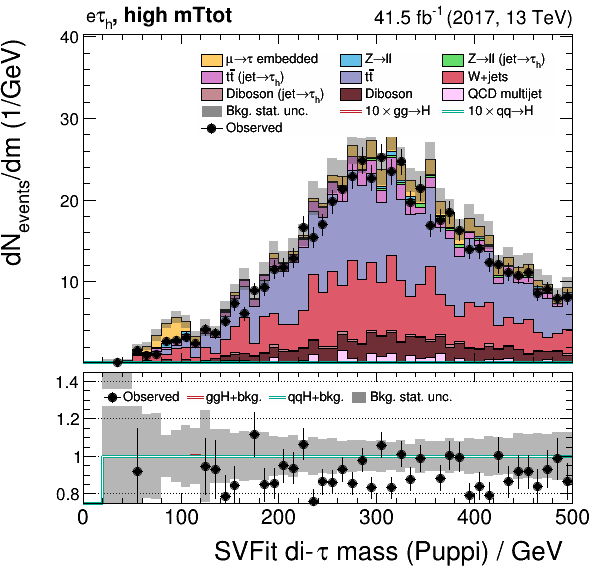 eτh, high mTtot 41.5 fb-1 (2017, 13 TeV)
40
30
20
10
dNevents/dm (1/GeV)
μ→τ embedded Z→ll Z→ll (jet→τh)
tt̄ (jet→τh) tt̄ W+jets
Diboson (jet→τh) Diboson QCD multijet
Bkg. stat. unc. 10 × gg→H 10 × qq→H
Observed
1.4
1.2
1
0.8
Observed ggH+bkg. qqH+bkg. Bkg. stat. unc.
0 100 200 300 400 500
SVFit di-τ mass (Puppi) / GeV